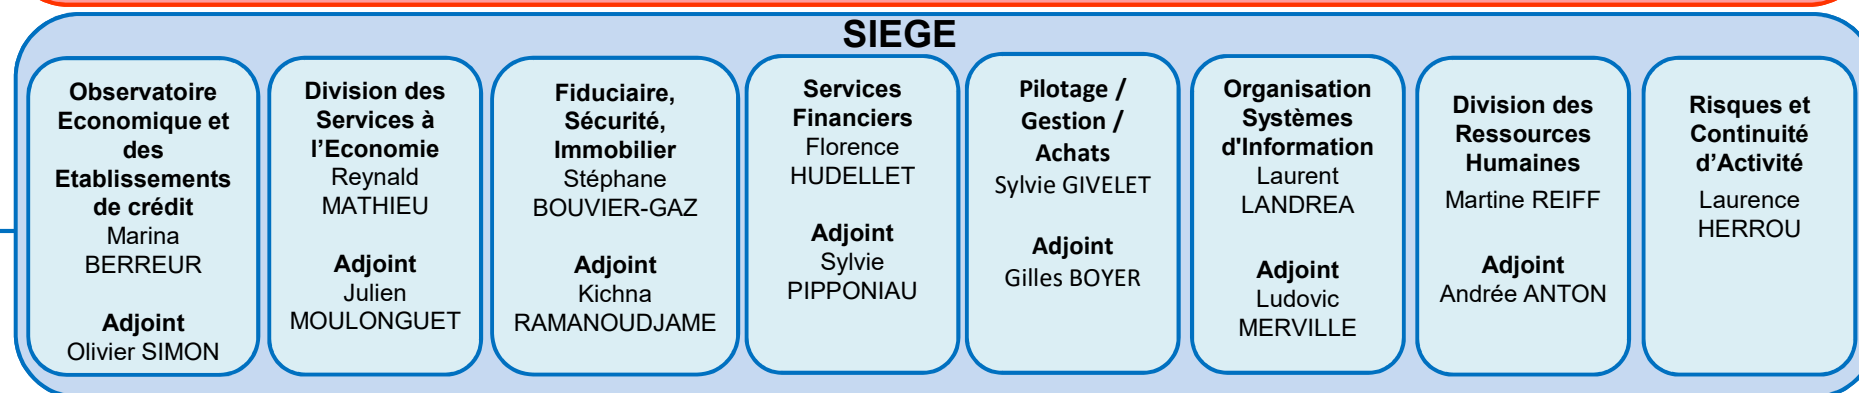 SIEGE
Observatoire
Economique et
des
Etablissements
de crédit
Marina
BERREUR
Adjoint
Olivier SIMON
Division des
Services à
l’Economie
Reynald
MATHIEU
Adjoint
Julien
MOULONGUET
Fiduciaire,
Sécurité,
Immobilier
Stéphane
BOUVIER-GAZ
Adjoint
Kichna
RAMANOUDJAME
Services
Financiers
Florence
HUDELLET
Adjoint
Sylvie
PIPPONIAU
Pilotage /
Gestion /
Achats
Sylvie GIVELET
Adjoint
Gilles BOYER
Organisation
Systèmes
d'Information
Laurent
LANDREA
Adjoint
Ludovic
MERVILLE
Division des
Ressources
Humaines
Martine REIFF
Adjoint
Andrée ANTON
Risques et
Continuité
d’Activité
Laurence
HERROU